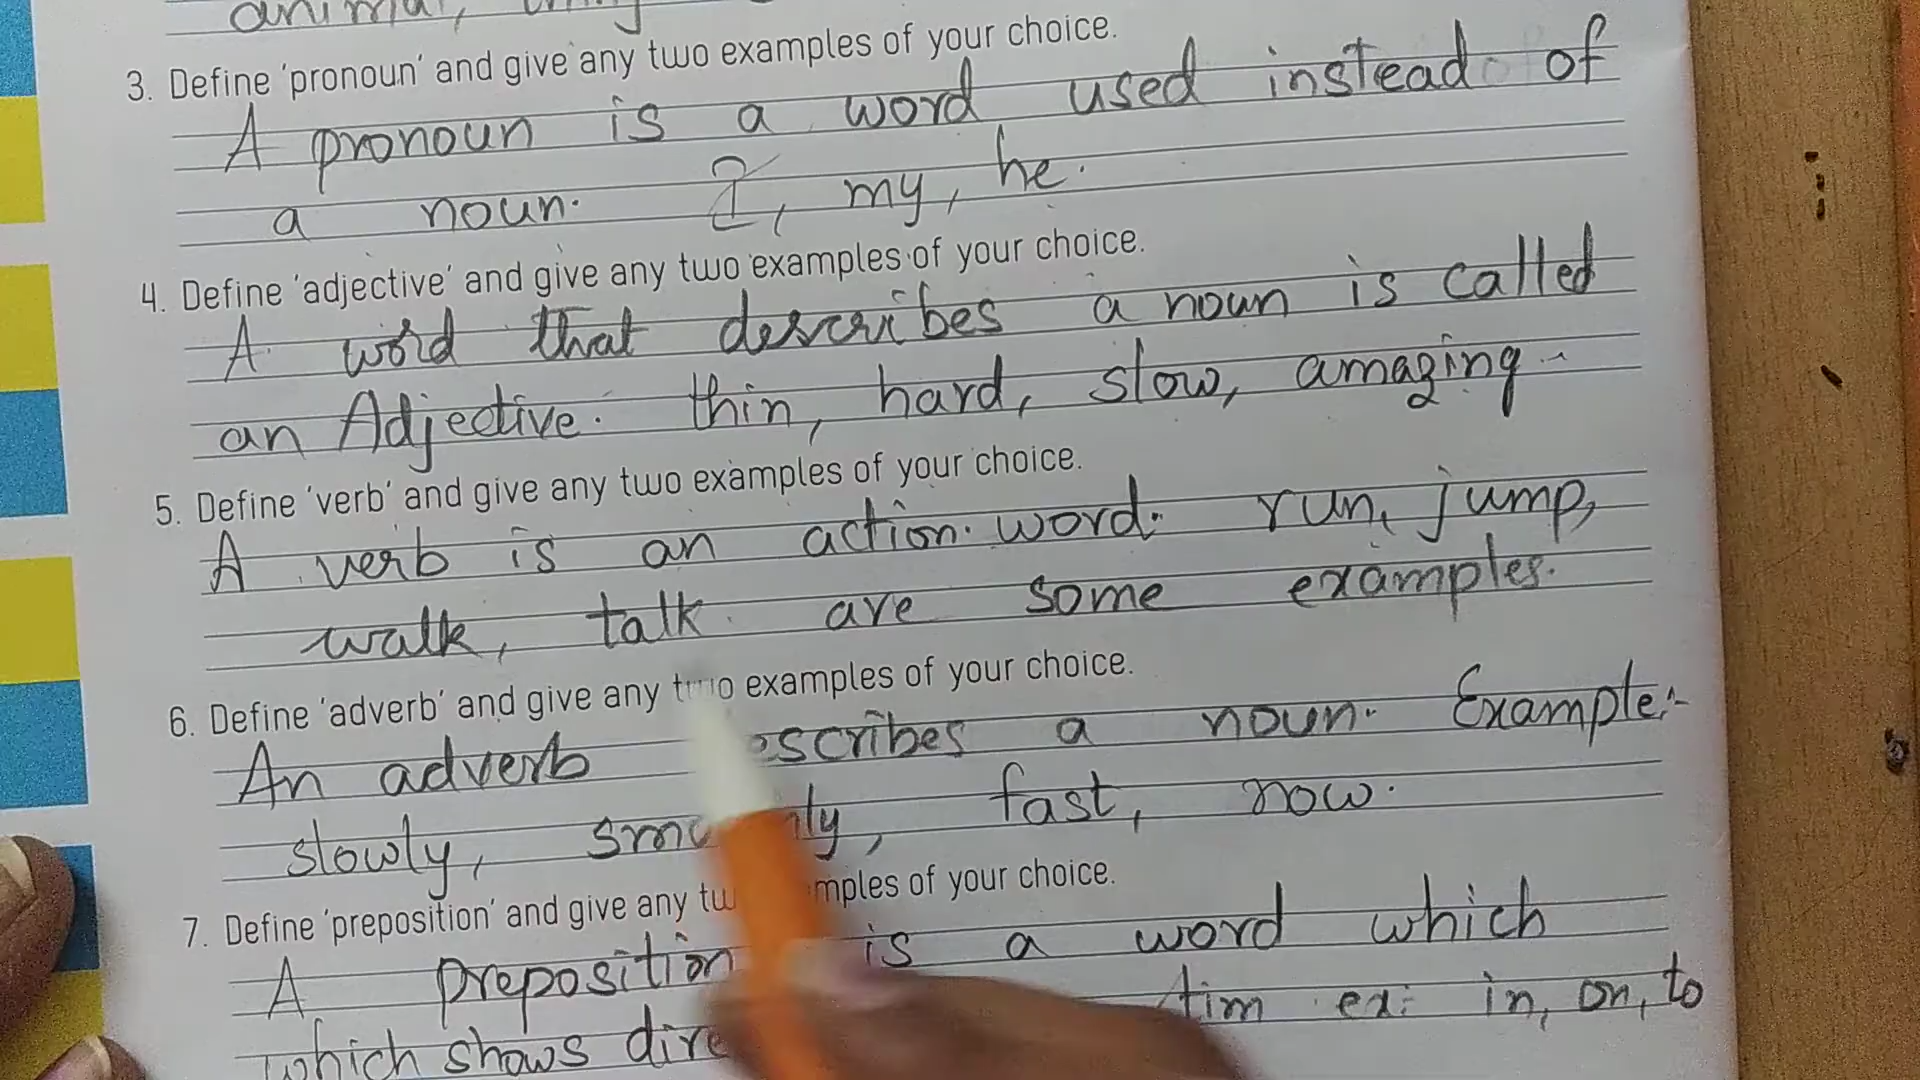 animal,
3. Define 'pronoun' and give any two examples of your choice.
A pronoun is a word used instead of
a noun. I, my, he.
4. Define 'adjective' and give any two examples of your choice.
A word that describes a noun is called
an Adjective. thin, hard, slow, amazing.
5. Define 'verb' and give any two examples of your choice.
A verb is an action word. run, jump,
walk, talk are some examples.
6. Define 'adverb' and give any two examples of your choice.
An adverb describes a noun. Example:-
slowly, fast, now.
7. Define 'preposition' and give any examples of your choice.
A preposition is a word which
which shows tim ex: in, on, to